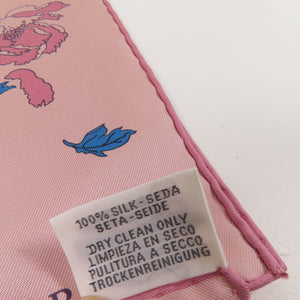 100% SILK-SEDA
SETA-SEIDE
DRY CLEAN ONLY
LIMPIEZA EN SECO
PULITURA A SECCO
TROCKENREINIGUNG